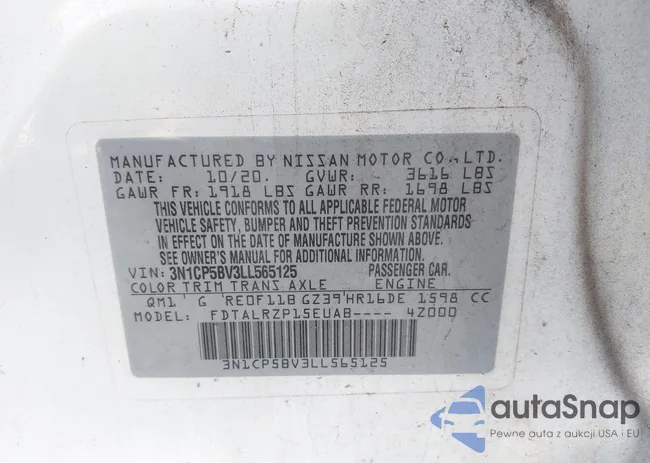 MANUFACTURED BY NISSAN MOTOR CO.,LTD.
DATE: 10/20. GVWR: 3616 LBS
GAWR FR: 1918 LBS GAWR RR: 1698 LBS
THIS VEHICLE CONFORMS TO ALL APPLICABLE FEDERAL MOTOR
VEHICLE SAFETY, BUMPER AND THEFT PREVENTION STANDARDS
IN EFFECT ON THE DATE OF MANUFACTURE SHOWN ABOVE.
SEE OWNER'S MANUAL FOR ADDITIONAL INFORMATION.
VIN: 3N1CP5BV3LL565125 PASSENGER CAR.
COLOR TRIM TRANS AXLE ENGINE
QM1' G 'RE0F11B GZ39'HR16DE 1598 CC
MODEL: FDTALRZP15EUAB---- 4Z000
3N1CP5BV3LL565125
autaSnap
Pewne auta z aukcji USA i EU